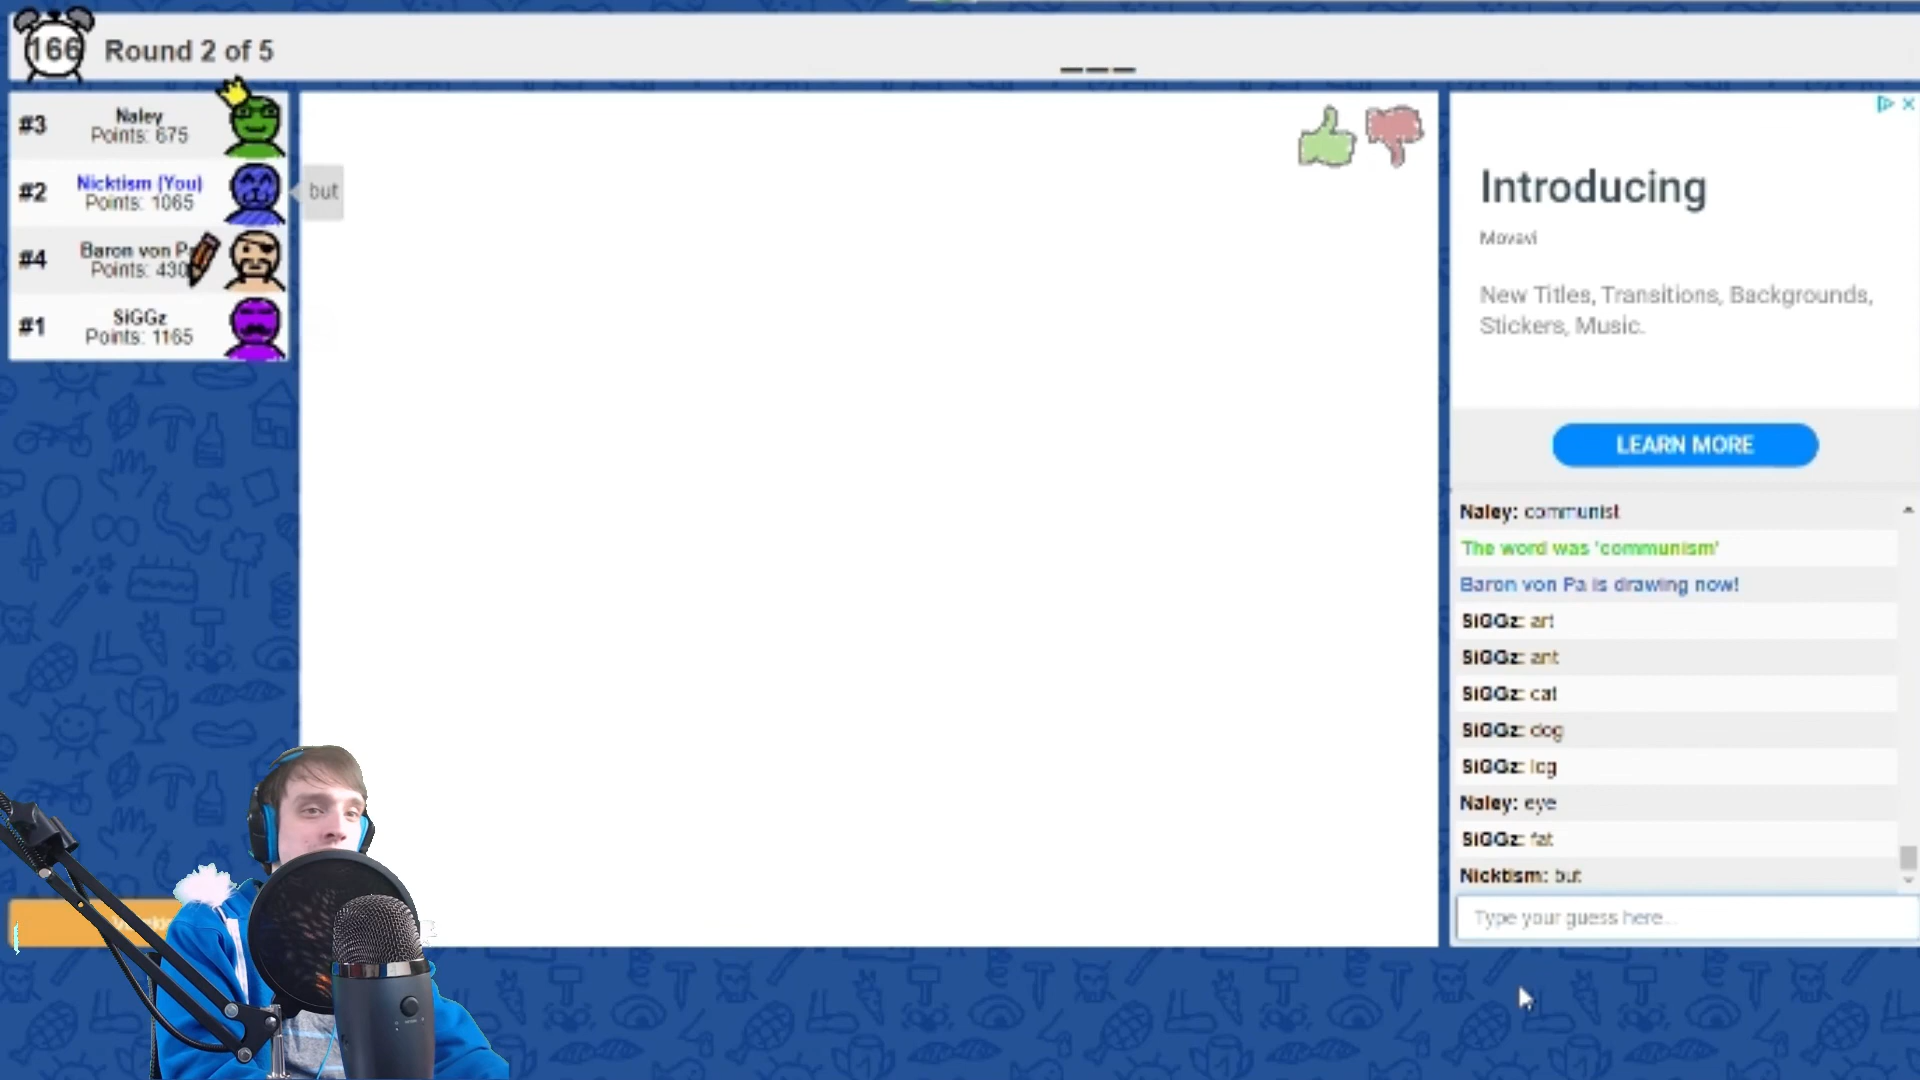 166
Round 2 of 5
_ _ _
#3
Naley
Points: 675
#2
Nicktism (You)
Points: 1065
but
#4
Baron von Pa
Points: 430
#1
SiGGz
Points: 1165
Introducing
Movavi
New Titles, Transitions, Backgrounds,
Stickers, Music.
LEARN MORE
Naley: communist
The word was 'communism'
Baron von Pa is drawing now!
SiGGz: art
SiGGz: ant
SiGGz: cat
SiGGz: dog
SiGGz: log
Naley: eye
SiGGz: fat
Nicktism: but
Type your guess here...